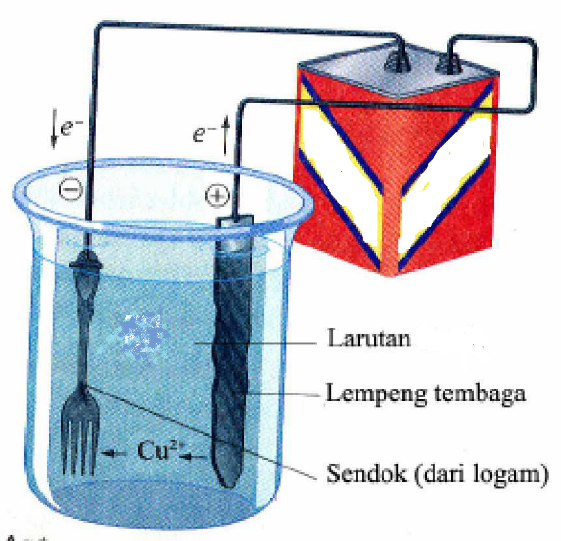 e⁻
e⁻
−
+
Larutan
Lempeng tembaga
Cu²⁺
Sendok (dari logam)